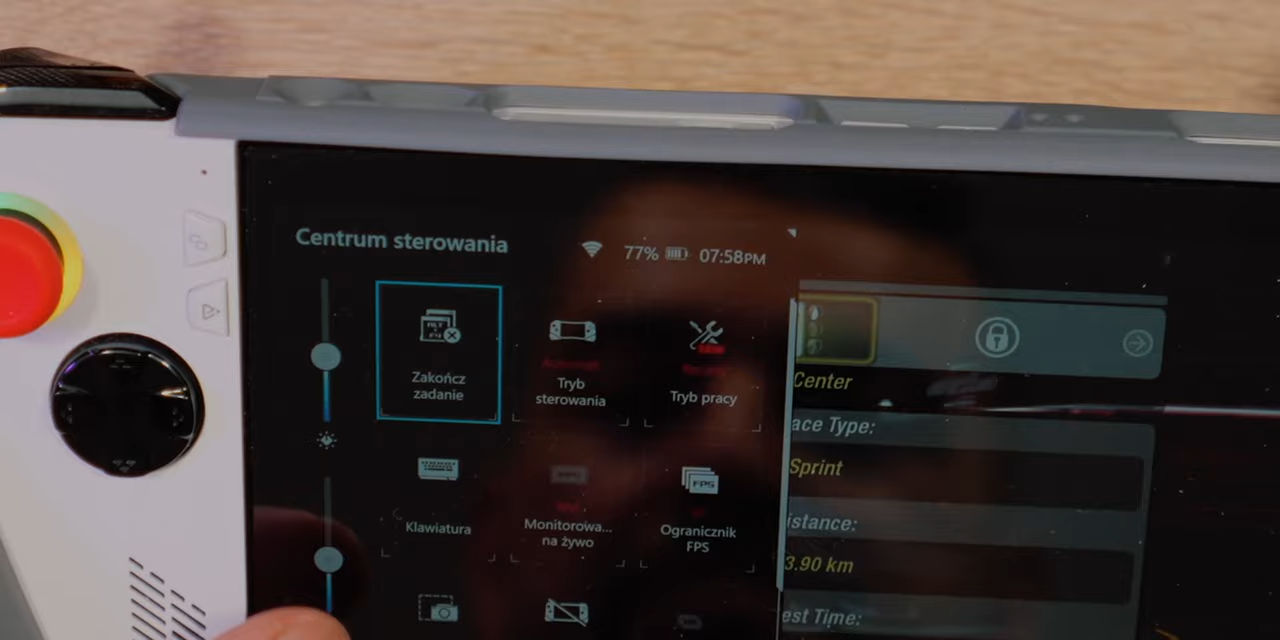 Centrum sterowania
77% 07:58PM
Zakończ
zadanie
Tryb
sterowania
Tryb pracy
Klawiatura
Monitorowa...
na żywo
FPS
Ogranicznik
FPS
Center
ace Type:
Sprint
istance:
3.90 km
est Time: